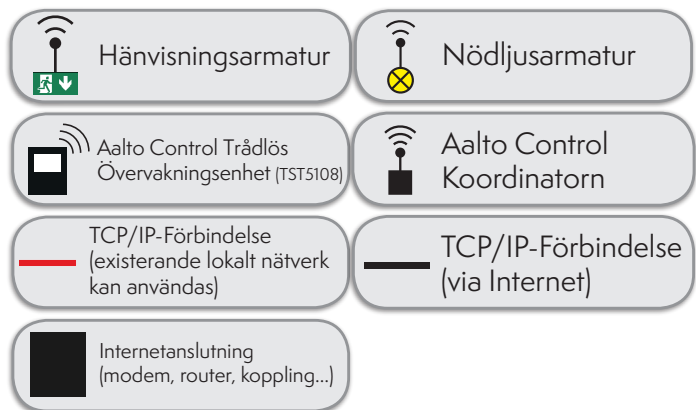 Hänvisningsarmatur
Nödljusarmatur
Aalto Control Trådlös
Övervakningsenhet (TST5108)
Aalto Control
Koordinatorn
TCP/IP-Förbindelse
(existerande lokalt nätverk
kan användas)
TCP/IP-Förbindelse
(via Internet)
Internetanslutning
(modem, router, koppling...)